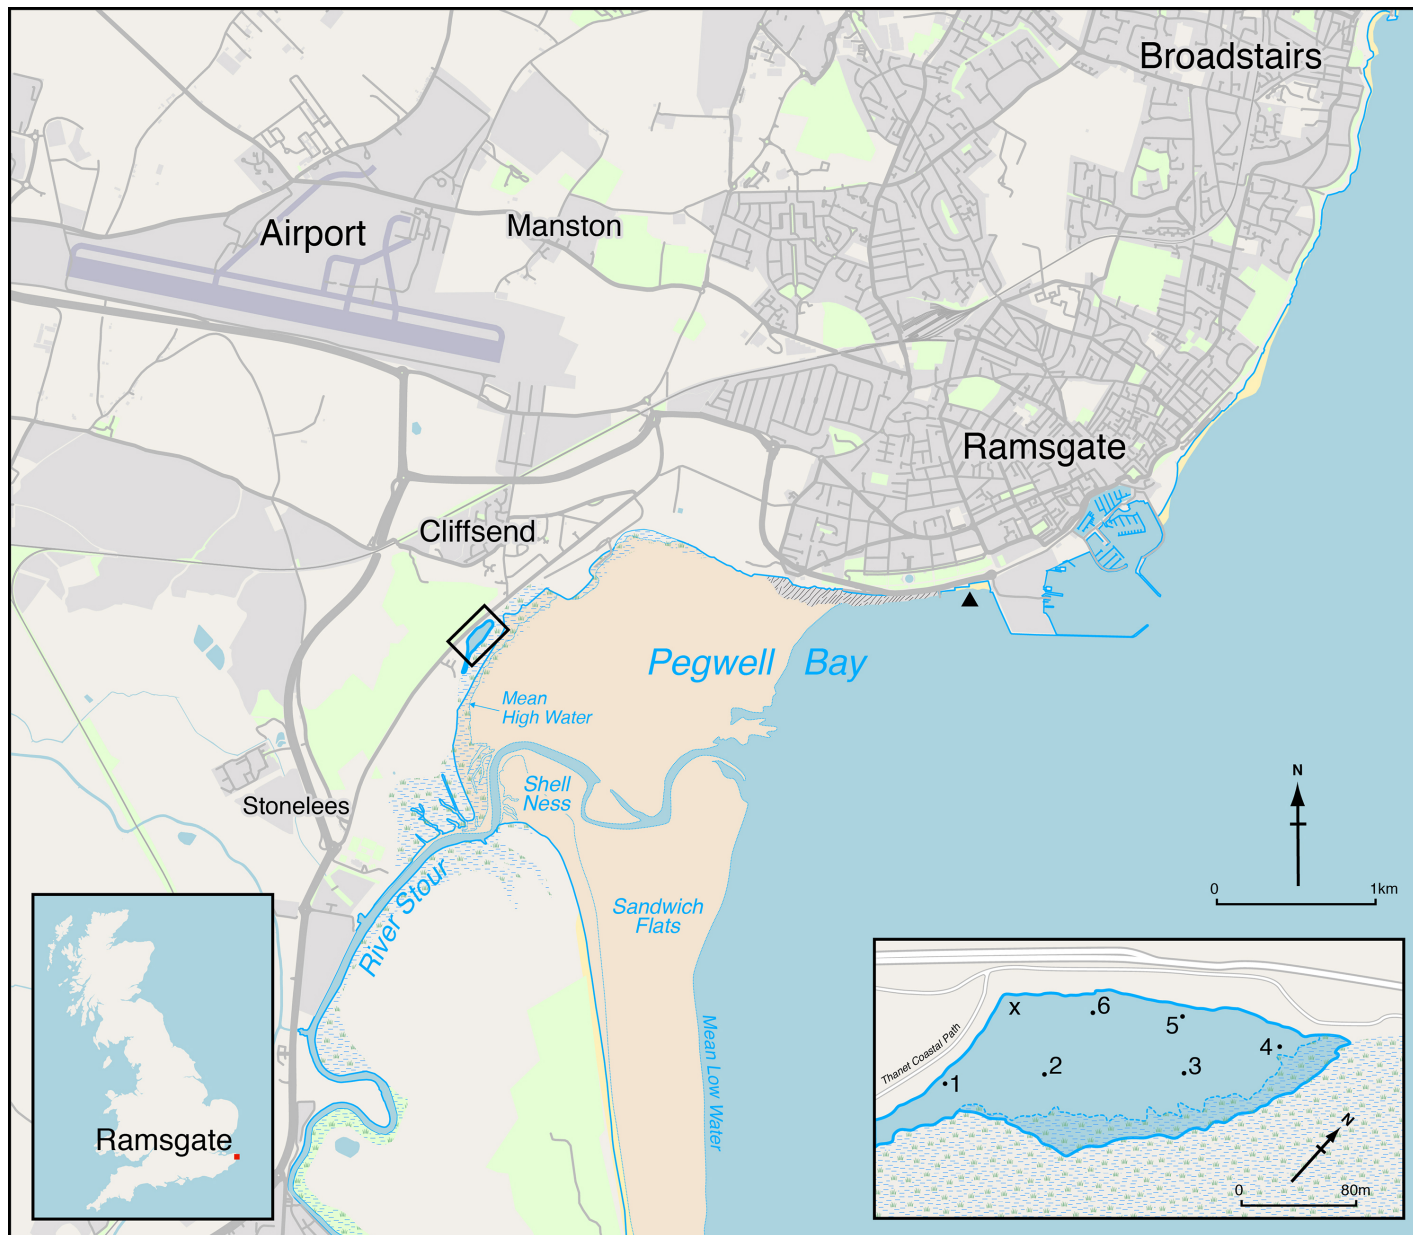 Broadstairs
Airport
Manston
Ramsgate
Cliffsend
Pegwell Bay
Mean
High Water
Shell
Ness
Stonelees
River Stour
Sandwich
Flats
Mean Low Water
N
0 1km
Ramsgate
Thanet Coastal Path
x
6
5
4
3
2
1
N
0 80m